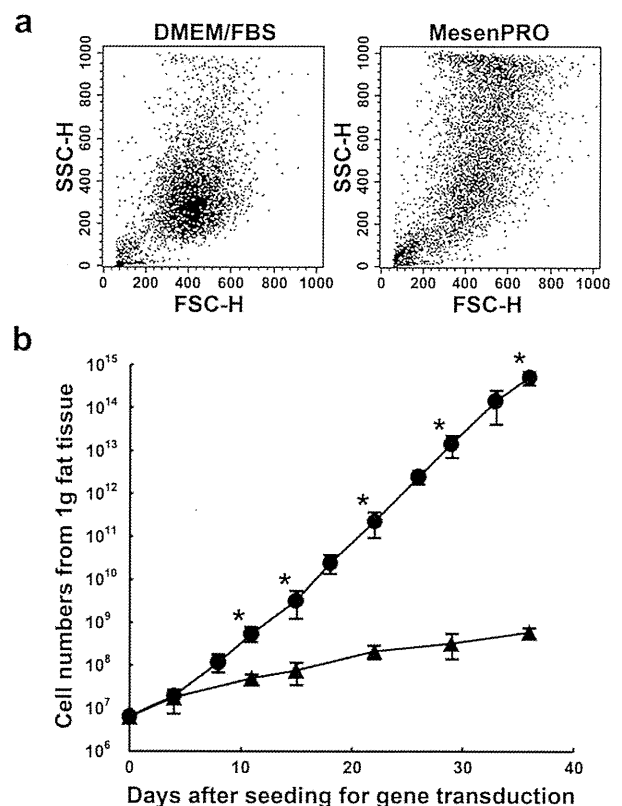 a
DMEM/FBS MesenPRO
1000 1000
800 800
600 600
400 400
200 200
0 0
SSC-H SSC-H
0 200 400 600 800 1000 0 200 400 600 800 1000
FSC-H FSC-H
b
Cell numbers from 1g fat tissue
10¹⁵
10¹⁴
10¹³
10¹²
10¹¹
10¹⁰
10⁹
10⁸
10⁷
10⁶
* * * * *
0 10 20 30 40
Days after seeding for gene transduction